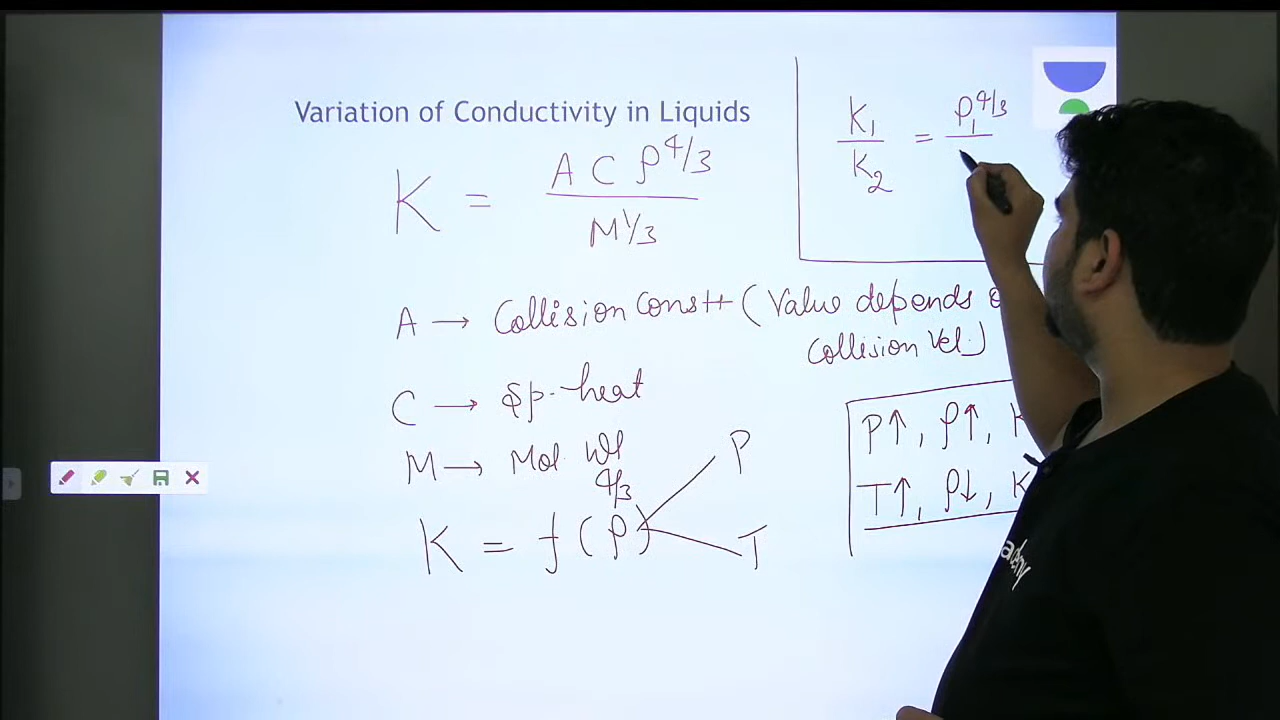 Variation of Conductivity in Liquids
K = A C ρ^4/3 / M^1/3
K1 / K2 = ρ1^4/3
A → Collision Constt (Value depends
Collision Vel.)
C → Sp. heat
M → Mol. Wt
K = f(ρ)^4/3
P
T
P↑, ρ↑, K
T↑, ρ↓, K
ademy